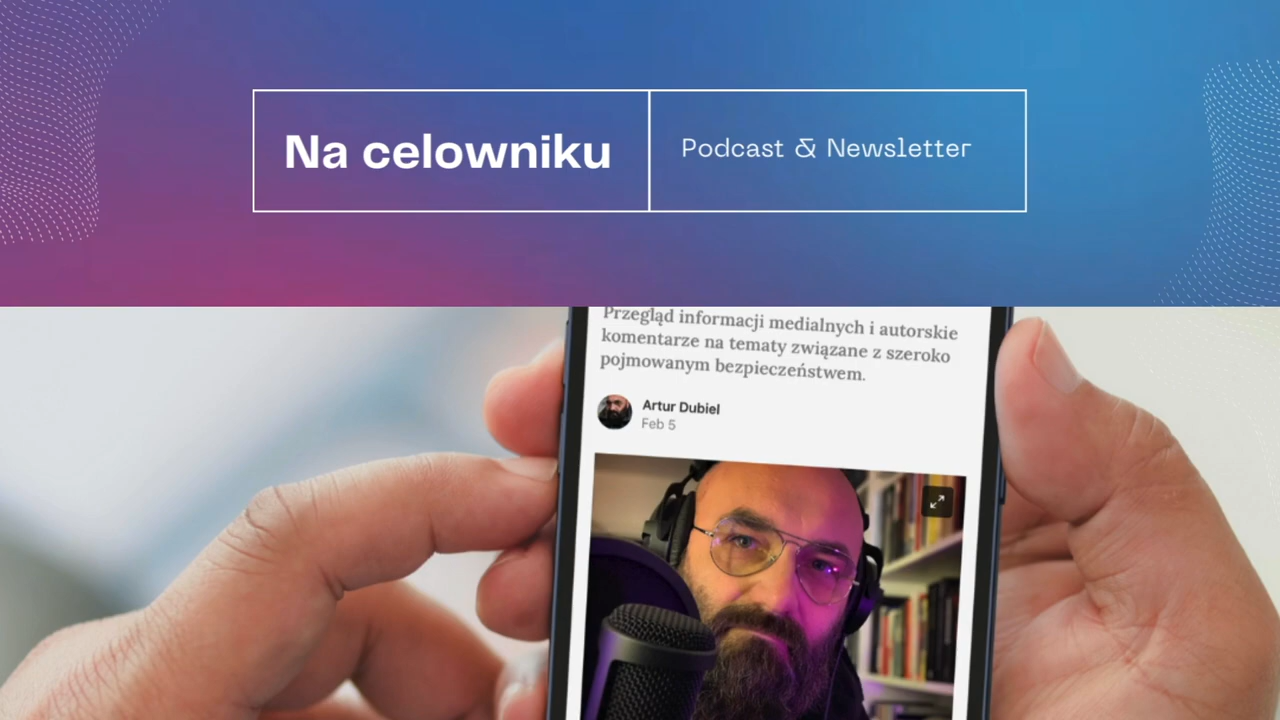 Na celowniku
Podcast & Newsletter
Przegląd informacji medialnych i autorskie
komentarze na tematy związane z szeroko
pojmowanym bezpieczeństwem.
Artur Dubiel
Feb 5